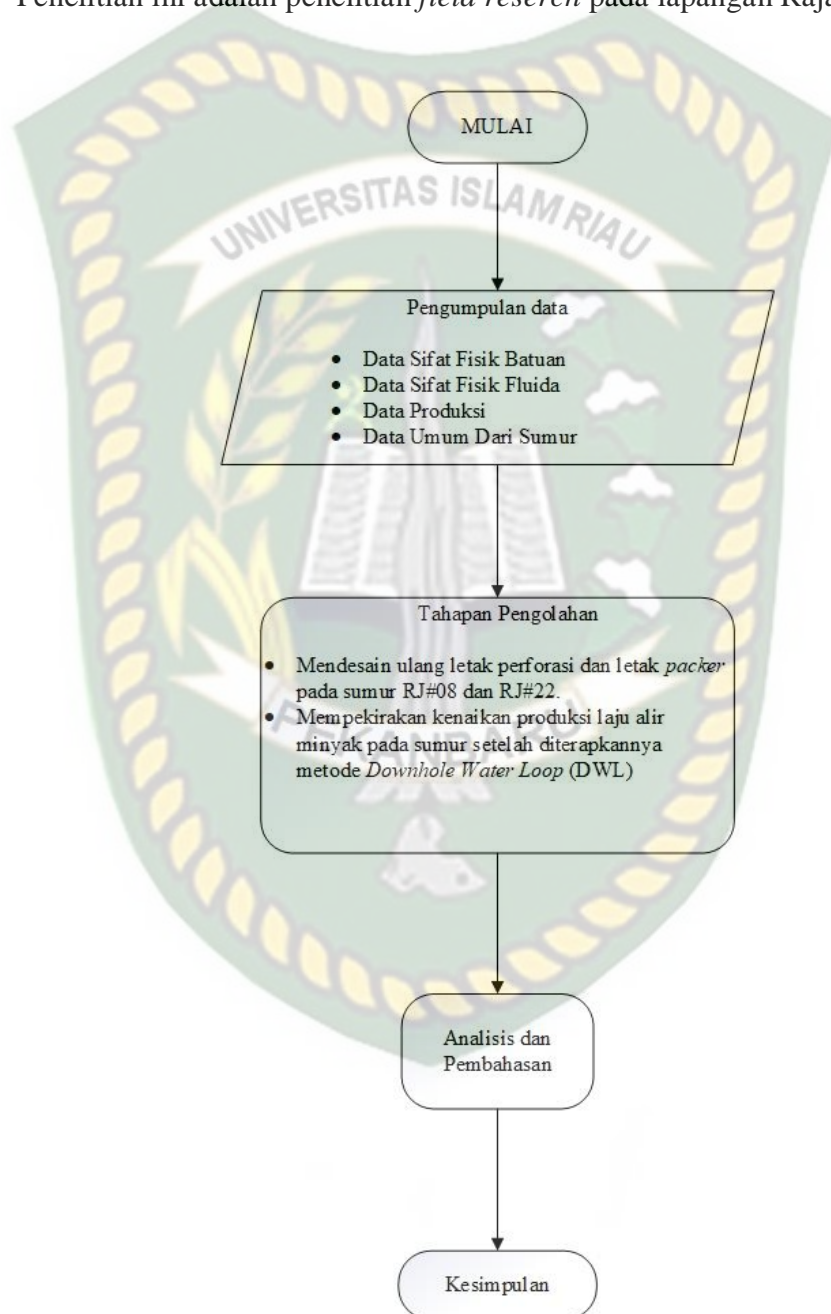 Penelitian ini adalah penelitian field reserch pada lapangan Raja
MULAI
UNIVERSITAS ISLAM RIAU
Pengumpulan data
• Data Sifat Fisik Batuan
• Data Sifat Fisik Fluida
• Data Produksi
• Data Umum Dari Sumur
Tahapan Pengolahan
• Mendesain ulang letak perforasi dan letak packer
pada sumur RJ#08 dan RJ#22.
• Mempekirakan kenaikan produksi laju alir
minyak pada sumur setelah diterapkannya
metode Downhole Water Loop (DWL)
PEKANBARU
Analisis dan
Pembahasan
Kesimpulan